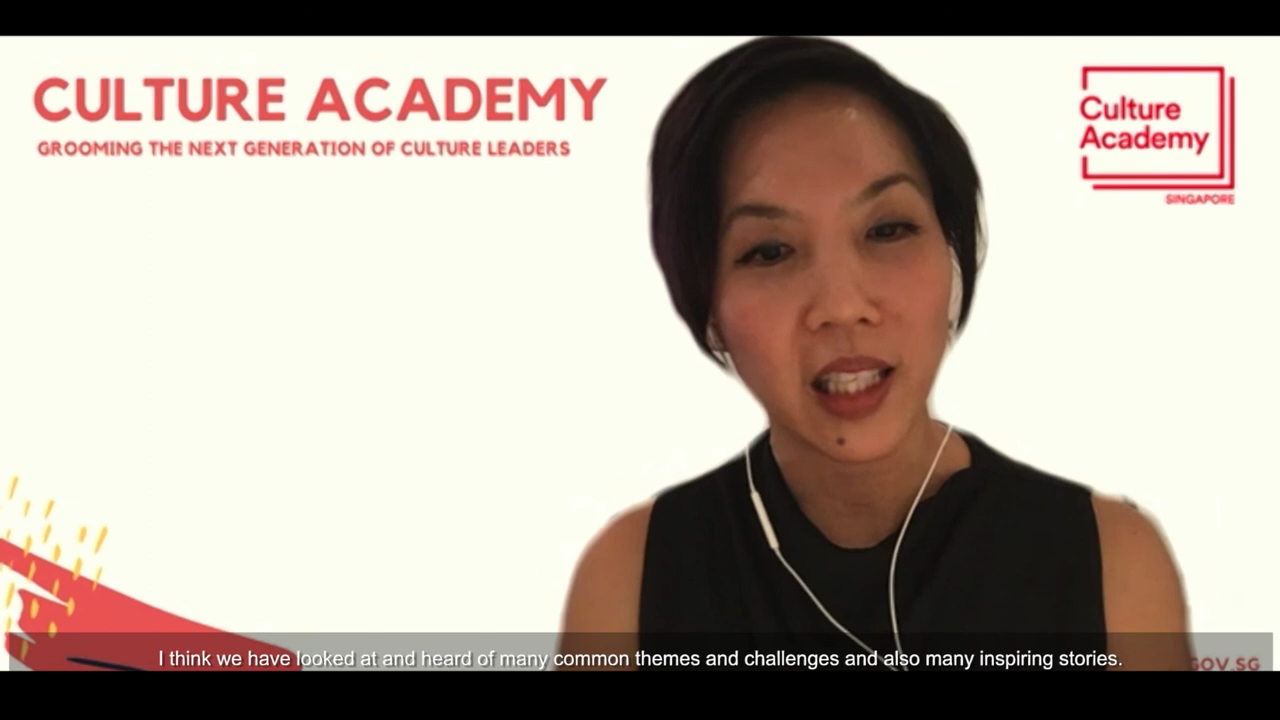 CULTURE ACADEMY
GROOMING THE NEXT GENERATION OF CULTURE LEADERS
Culture
Academy
SINGAPORE
I think we have looked at and heard of many common themes and challenges and also many inspiring stories.
GOV.SG